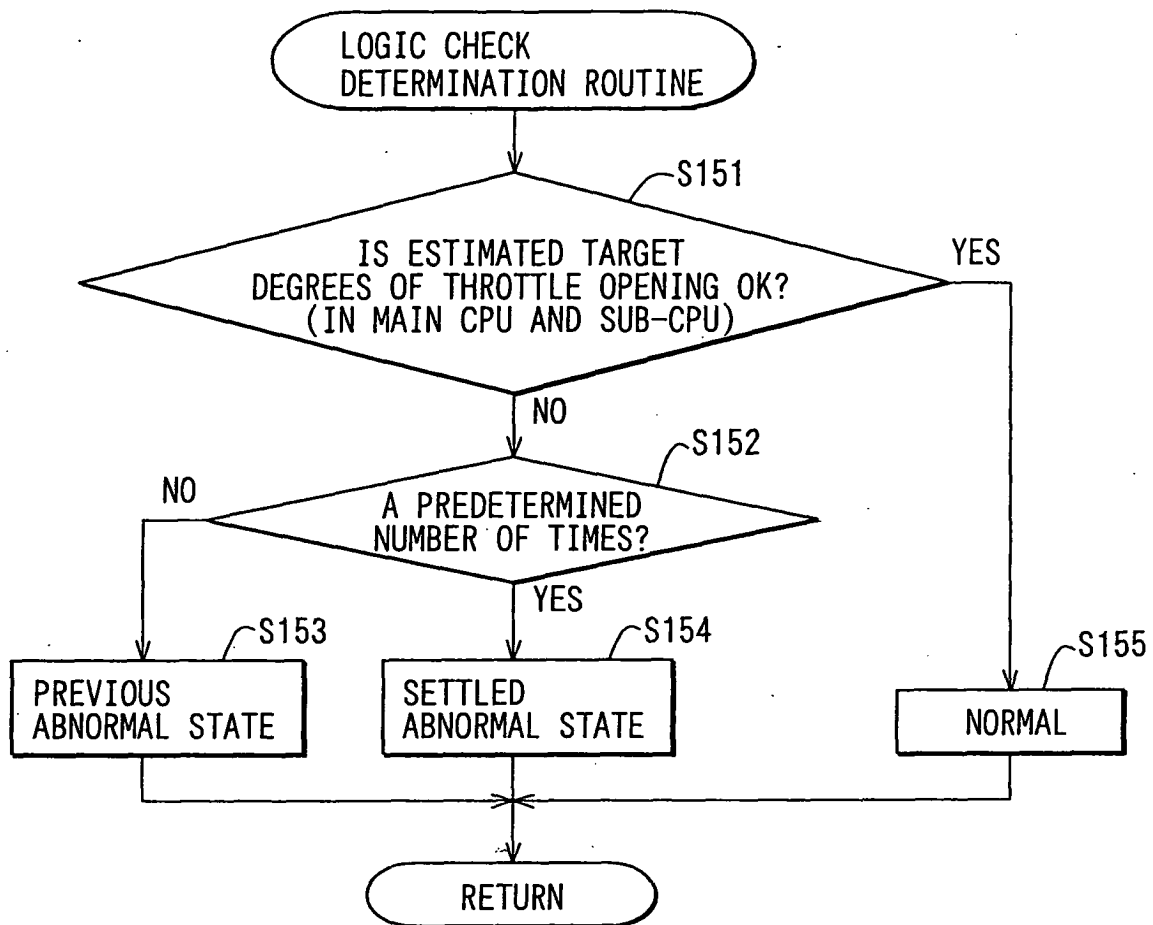 LOGIC CHECK
DETERMINATION ROUTINE
S151
IS ESTIMATED TARGET
DEGREES OF THROTTLE OPENING OK?
(IN MAIN CPU AND SUB-CPU)
YES
NO
S152
NO
A PREDETERMINED
NUMBER OF TIMES?
YES
S153
PREVIOUS
ABNORMAL STATE
S154
SETTLED
ABNORMAL STATE
S155
NORMAL
RETURN